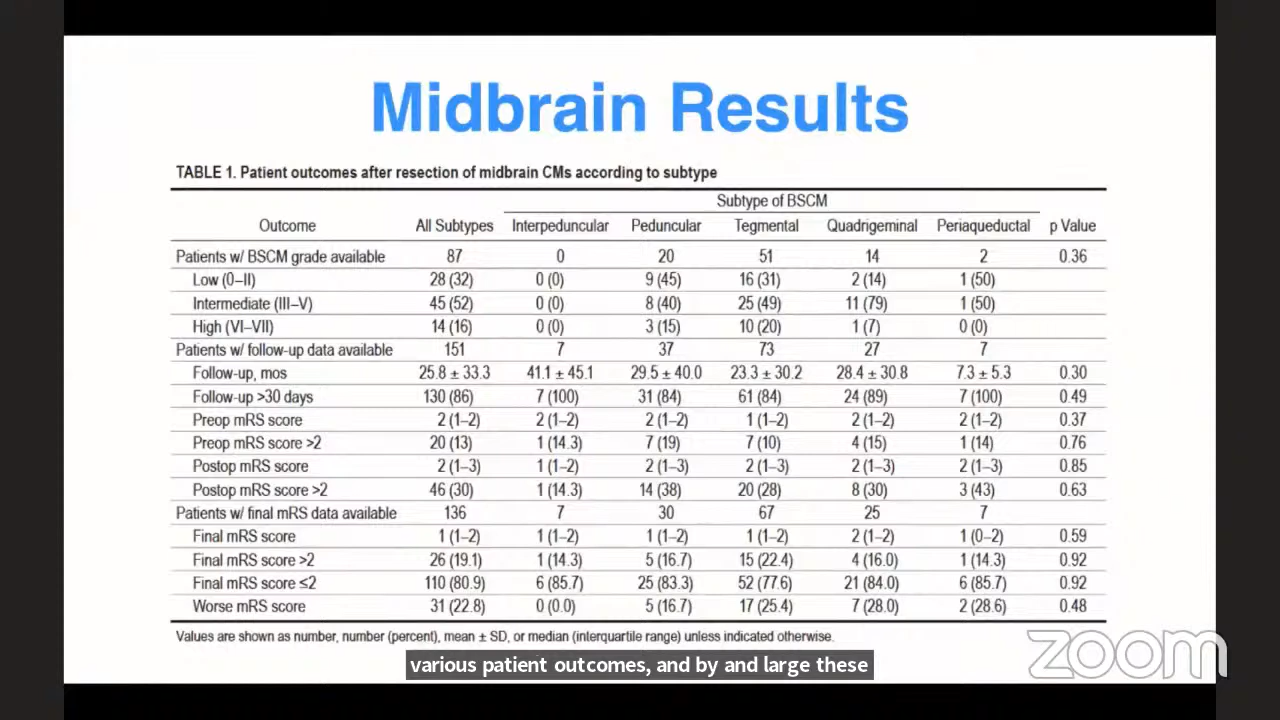 Midbrain Results
TABLE 1. Patient outcomes after resection of midbrain CMs according to subtype
Subtype of BSCM
Outcome All Subtypes Interpeduncular Peduncular Tegmental Quadrigeminal Periaqueductal p Value
Patients w/ BSCM grade available 87 0 20 51 14 2 0.36
Low (0–II) 28 (32) 0 (0) 9 (45) 16 (31) 2 (14) 1 (50)
Intermediate (III–V) 45 (52) 0 (0) 8 (40) 25 (49) 11 (79) 1 (50)
High (VI–VII) 14 (16) 0 (0) 3 (15) 10 (20) 1 (7) 0 (0)
Patients w/ follow-up data available 151 7 37 73 27 7
Follow-up, mos 25.8 ± 33.3 41.1 ± 45.1 29.5 ± 40.0 23.3 ± 30.2 28.4 ± 30.8 7.3 ± 5.3 0.30
Follow-up >30 days 130 (86) 7 (100) 31 (84) 61 (84) 24 (89) 7 (100) 0.49
Preop mRS score 2 (1–2) 2 (1–2) 2 (1–2) 1 (1–2) 2 (1–2) 2 (1–2) 0.37
Preop mRS score >2 20 (13) 1 (14.3) 7 (19) 7 (10) 4 (15) 1 (14) 0.76
Postop mRS score 2 (1–3) 1 (1–2) 2 (1–3) 2 (1–3) 2 (1–3) 2 (1–3) 0.85
Postop mRS score >2 46 (30) 1 (14.3) 14 (38) 20 (28) 8 (30) 3 (43) 0.63
Patients w/ final mRS data available 136 7 30 67 25 7
Final mRS score 1 (1–2) 1 (1–2) 1 (1–2) 1 (1–2) 2 (1–2) 1 (0–2) 0.59
Final mRS score >2 26 (19.1) 1 (14.3) 5 (16.7) 15 (22.4) 4 (16.0) 1 (14.3) 0.92
Final mRS score ≤2 110 (80.9) 6 (85.7) 25 (83.3) 52 (77.6) 21 (84.0) 6 (85.7) 0.92
Worse mRS score 31 (22.8) 0 (0.0) 5 (16.7) 17 (25.4) 7 (28.0) 2 (28.6) 0.48
Values are shown as number, number (percent), mean ± SD, or median (interquartile range) unless indicated otherwise.
various patient outcomes, and by and large these
zoom